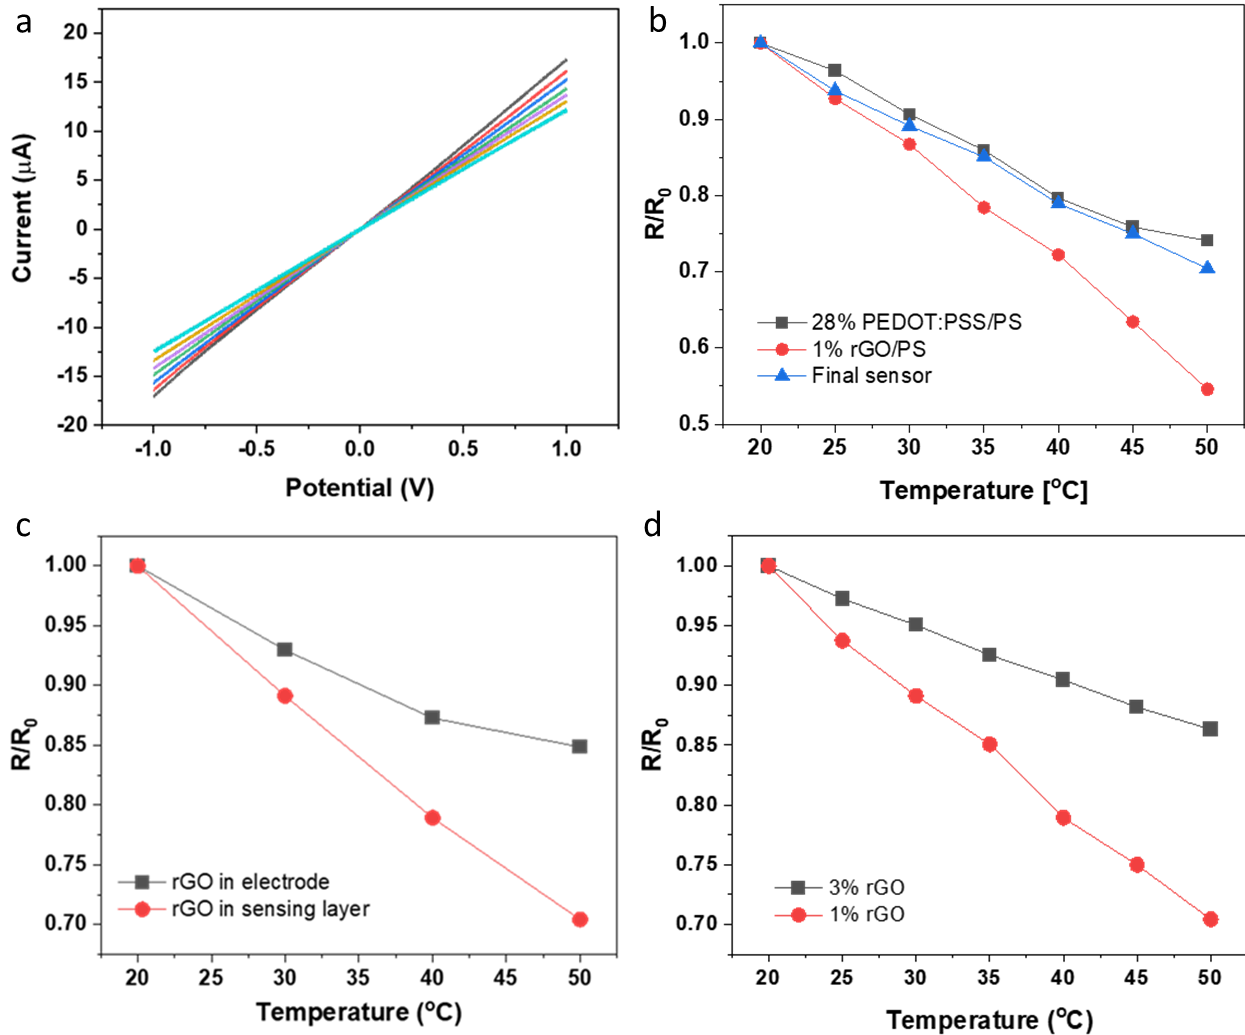 a
20
15
10
5
0
-5
-10
-15
-20
-1.0 -0.5 0.0 0.5 1.0
Current (μA)
Potential (V)
b
1.0
0.9
0.8
0.7
0.6
0.5
20 25 30 35 40 45 50
R/R0
Temperature [°C]
28% PEDOT:PSS/PS
1% rGO/PS
Final sensor
c
1.00
0.95
0.90
0.85
0.80
0.75
0.70
20 25 30 35 40 45 50
R/R0
Temperature (°C)
rGO in electrode
rGO in sensing layer
d
1.00
0.95
0.90
0.85
0.80
0.75
0.70
20 25 30 35 40 45 50
R/R0
Temperature (°C)
3% rGO
1% rGO